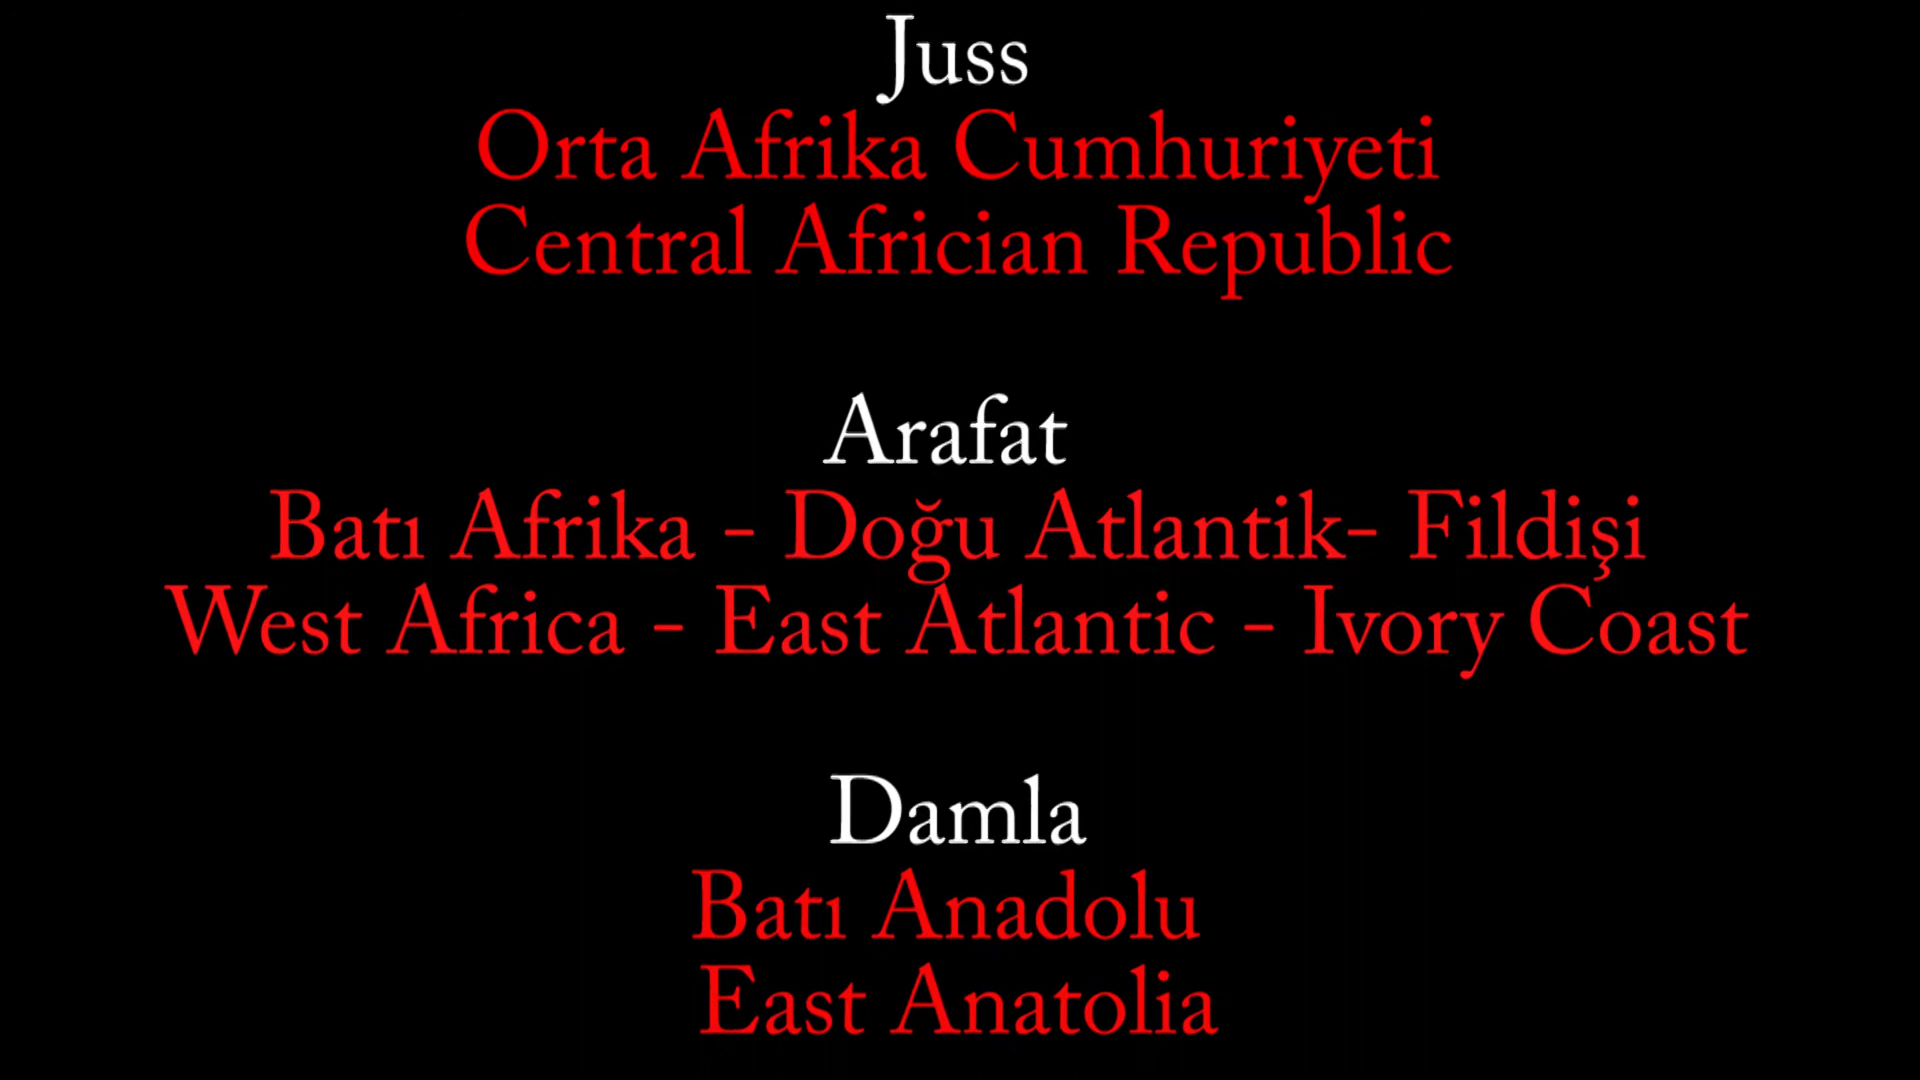 Juss
Orta Afrika Cumhuriyeti
Central Africian Republic
Arafat
Batı Afrika - Doğu Atlantik- Fildişi
West Africa - East Atlantic - Ivory Coast
Damla
Batı Anadolu
East Anatolia